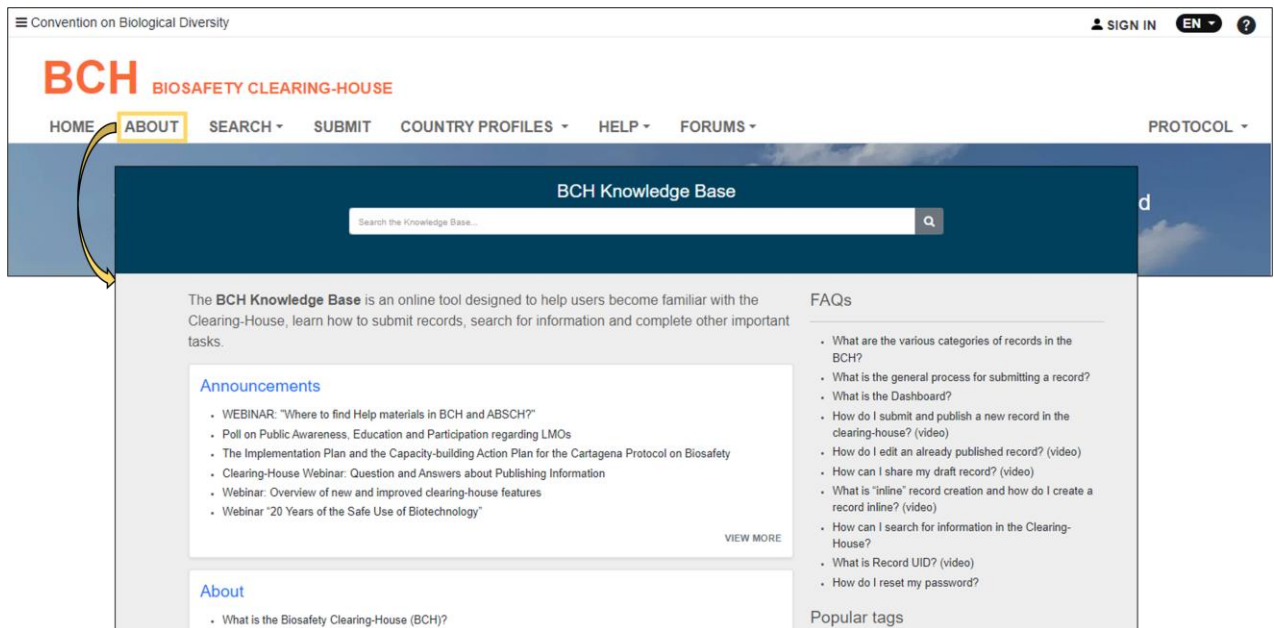 Convention on Biological Diversity
SIGN IN
EN
?
BCH BIOSAFETY CLEARING-HOUSE
HOME
ABOUT
SEARCH
SUBMIT
COUNTRY PROFILES
HELP
FORUMS
PROTOCOL
d
BCH Knowledge Base
Search the Knowledge Base...
The BCH Knowledge Base is an online tool designed to help users become familiar with the
Clearing-House, learn how to submit records, search for information and complete other important
tasks.
Announcements
WEBINAR: "Where to find Help materials in BCH and ABSCH?"
Poll on Public Awareness, Education and Participation regarding LMOs
The Implementation Plan and the Capacity-building Action Plan for the Cartagena Protocol on Biosafety
Clearing-House Webinar: Question and Answers about Publishing Information
Webinar: Overview of new and improved clearing-house features
Webinar “20 Years of the Safe Use of Biotechnology”
VIEW MORE
About
What is the Biosafety Clearing-House (BCH)?
FAQs
What are the various categories of records in the
BCH?
What is the general process for submitting a record?
What is the Dashboard?
How do I submit and publish a new record in the
clearing-house? (video)
How do I edit an already published record? (video)
How can I share my draft record? (video)
What is “inline” record creation and how do I create a
record inline? (video)
How can I search for information in the Clearing-
House?
What is Record UID? (video)
How do I reset my password?
Popular tags